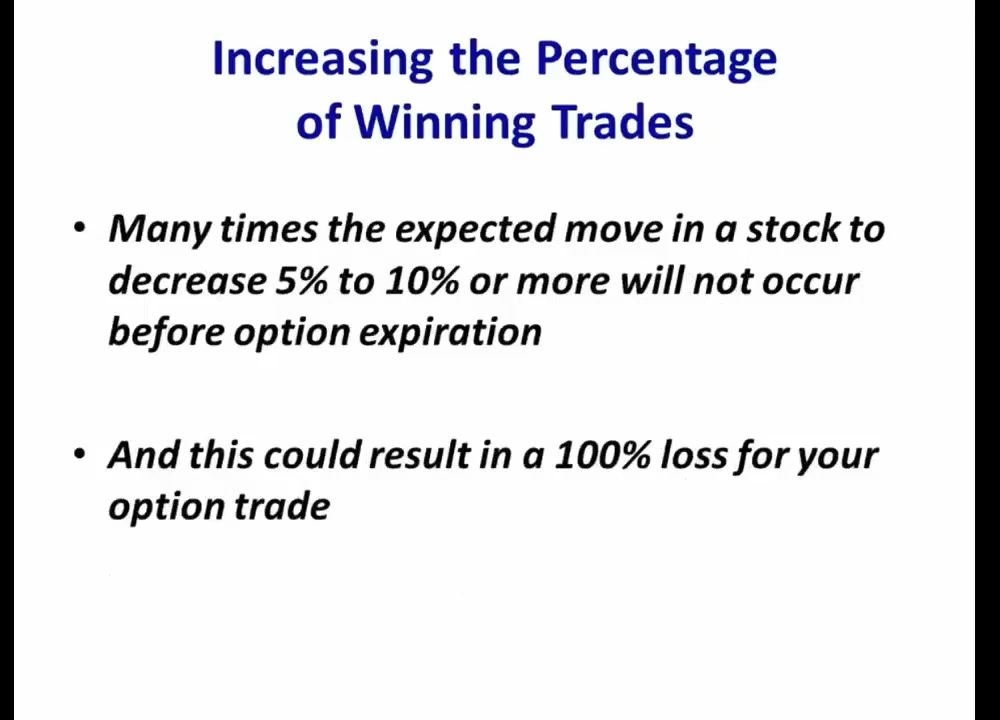 Increasing the Percentage
of Winning Trades
• Many times the expected move in a stock to
decrease 5% to 10% or more will not occur
before option expiration
• And this could result in a 100% loss for your
option trade